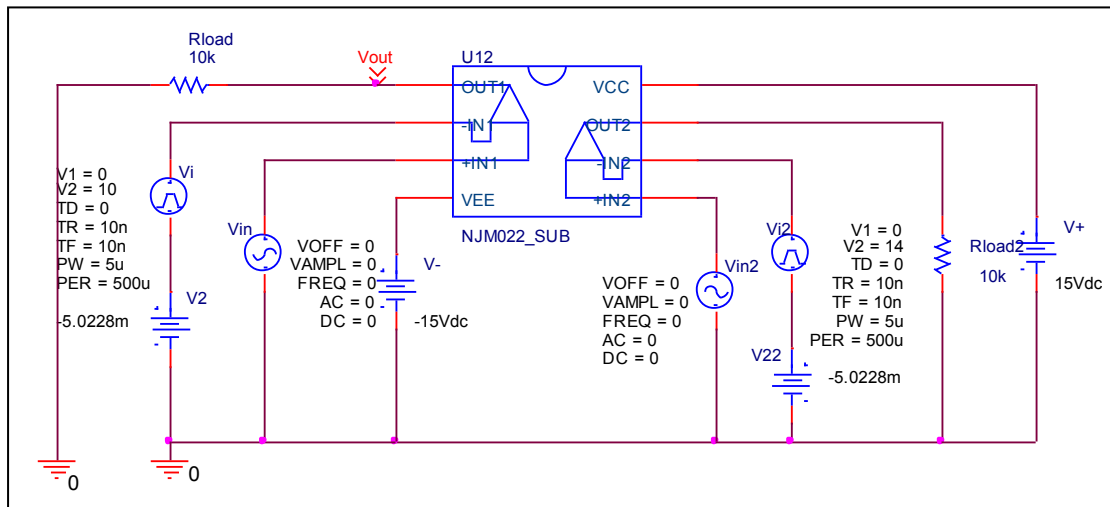 Rload
10k
Vout
U12
OUT1
-IN1
+IN1
VEE
VCC
OUT2
-IN2
+IN2
NJM022_SUB
Vi
V1 = 0
V2 = 10
TD = 0
TR = 10n
TF = 10n
PW = 5u
PER = 500u
V2
-5.0228m
Vin
VOFF = 0
VAMPL = 0
FREQ = 0
AC = 0
DC = 0
V-
-15Vdc
Vin2
VOFF = 0
VAMPL = 0
FREQ = 0
AC = 0
DC = 0
Vi2
V1 = 0
V2 = 14
TD = 0
TR = 10n
TF = 10n
PW = 5u
PER = 500u
V22
-5.0228m
Rload2
10k
V+
15Vdc
0
0